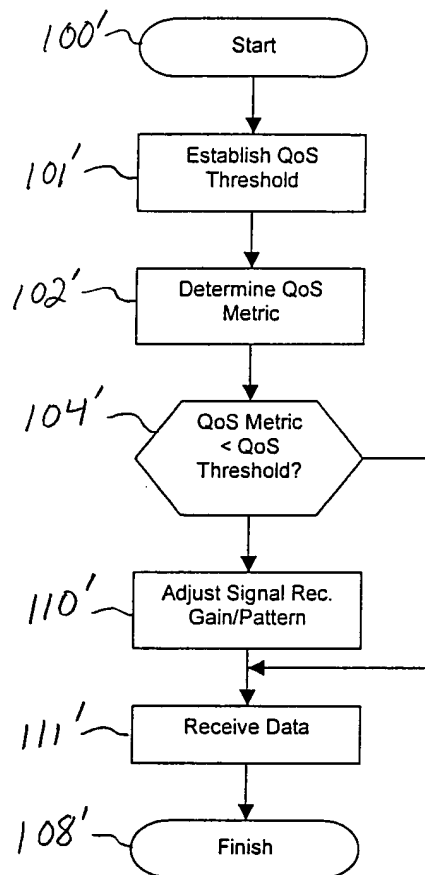 100'
Start
101'
Establish QoS
Threshold
102'
Determine QoS
Metric
104'
QoS Metric
< QoS
Threshold?
110'
Adjust Signal Rec.
Gain/Pattern
111'
Receive Data
108'
Finish